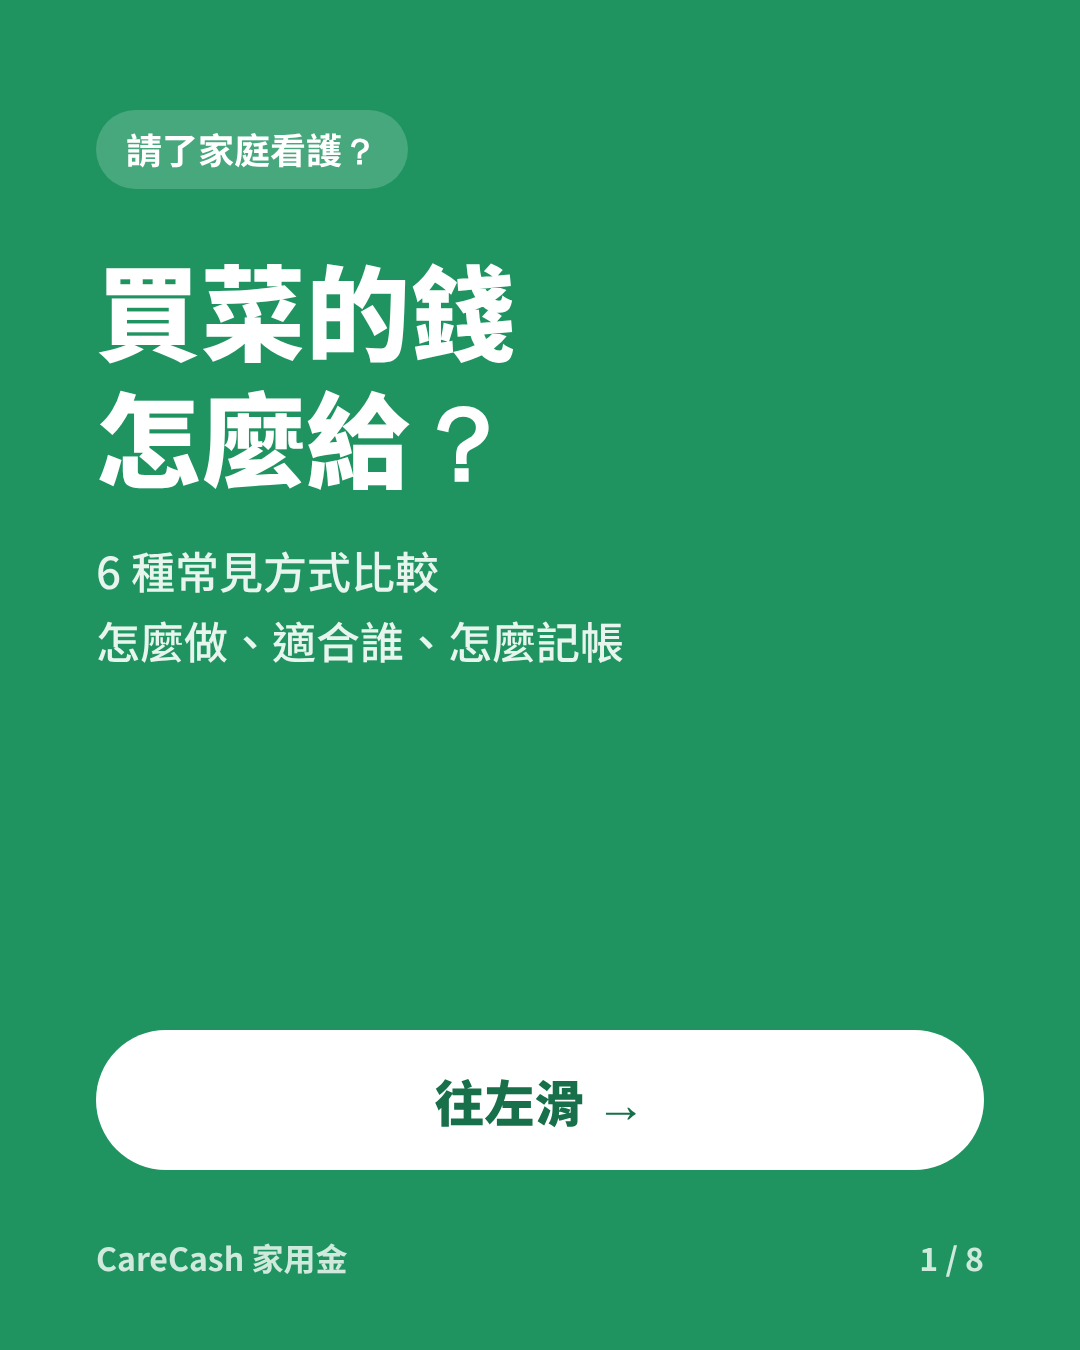 請了家庭看護？
買菜的錢
怎麼給？
6 種常見方式比較
怎麼做、適合誰、怎麼記帳
往左滑 →
CareCash 家用金
1 / 8